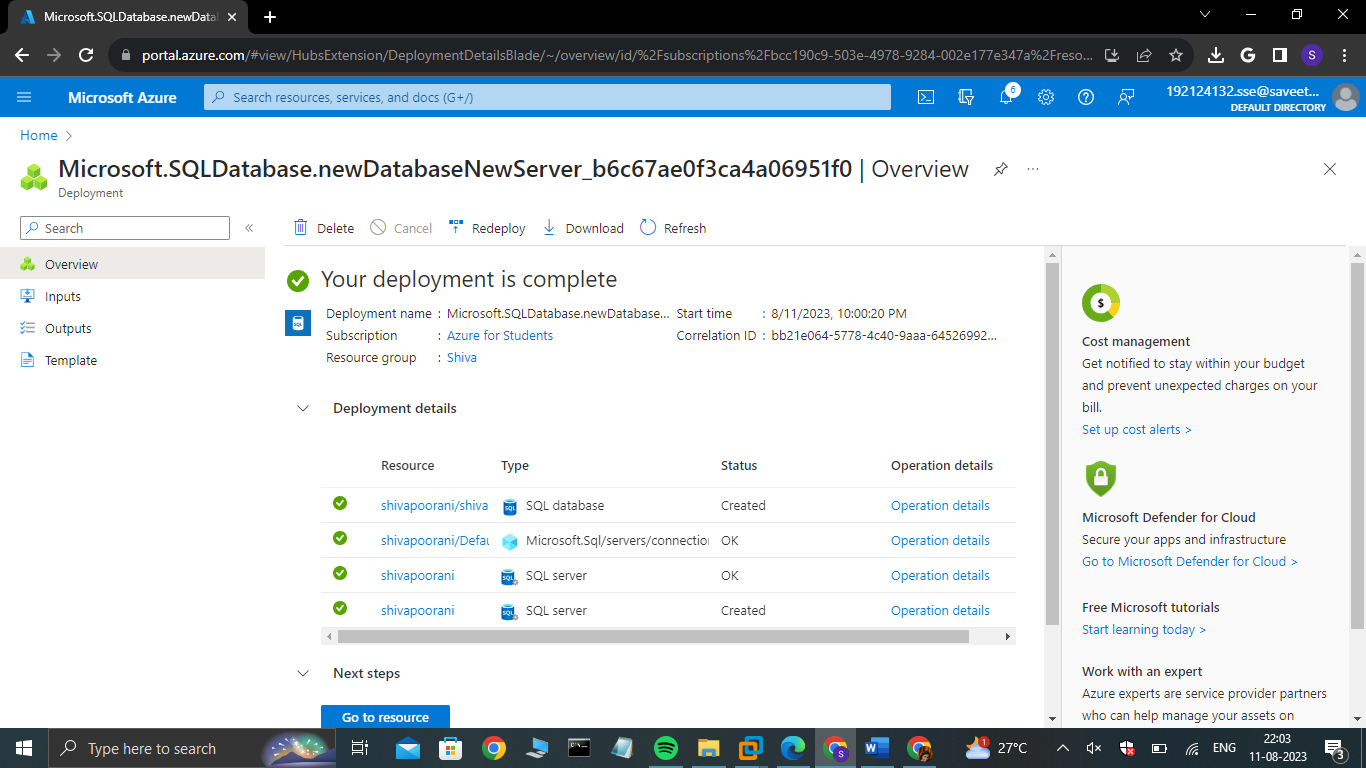 Microsoft.SQLDatabase.newData
portal.azure.com/#view/HubsExtension/DeploymentDetailsBlade/~/overview/id/%2Fsubscriptions%2Fbcc190c9-503e-4978-9284-002e177e347a%2Freso...
S
Microsoft Azure
Search resources, services, and docs (G+/)
6
192124132.sse@saveet...
DEFAULT DIRECTORY
Home
Microsoft.SQLDatabase.newDatabaseNewServer_b6c67ae0f3ca4a06951f0 | Overview
Deployment
Search
Overview
Inputs
Outputs
Template
Delete Cancel Redeploy Download Refresh
Your deployment is complete
Deployment name : Microsoft.SQLDatabase.newDatabase... Start time : 8/11/2023, 10:00:20 PM
Subscription : Azure for Students Correlation ID : bb21e064-5778-4c40-9aaa-64526992...
Resource group : Shiva
Deployment details
Resource Type Status Operation details
shivapoorani/shiva SQL database Created Operation details
shivapoorani/Defau Microsoft.Sql/servers/connection OK Operation details
shivapoorani SQL server OK Operation details
shivapoorani SQL server Created Operation details
Next steps
Go to resource
Cost management
Get notified to stay within your budget
and prevent unexpected charges on your
bill.
Set up cost alerts >
Microsoft Defender for Cloud
Secure your apps and infrastructure
Go to Microsoft Defender for Cloud >
Free Microsoft tutorials
Start learning today >
Work with an expert
Azure experts are service provider partners
who can help manage your assets on
Type here to search
1
27°C
ENG
22:03
11-08-2023
3